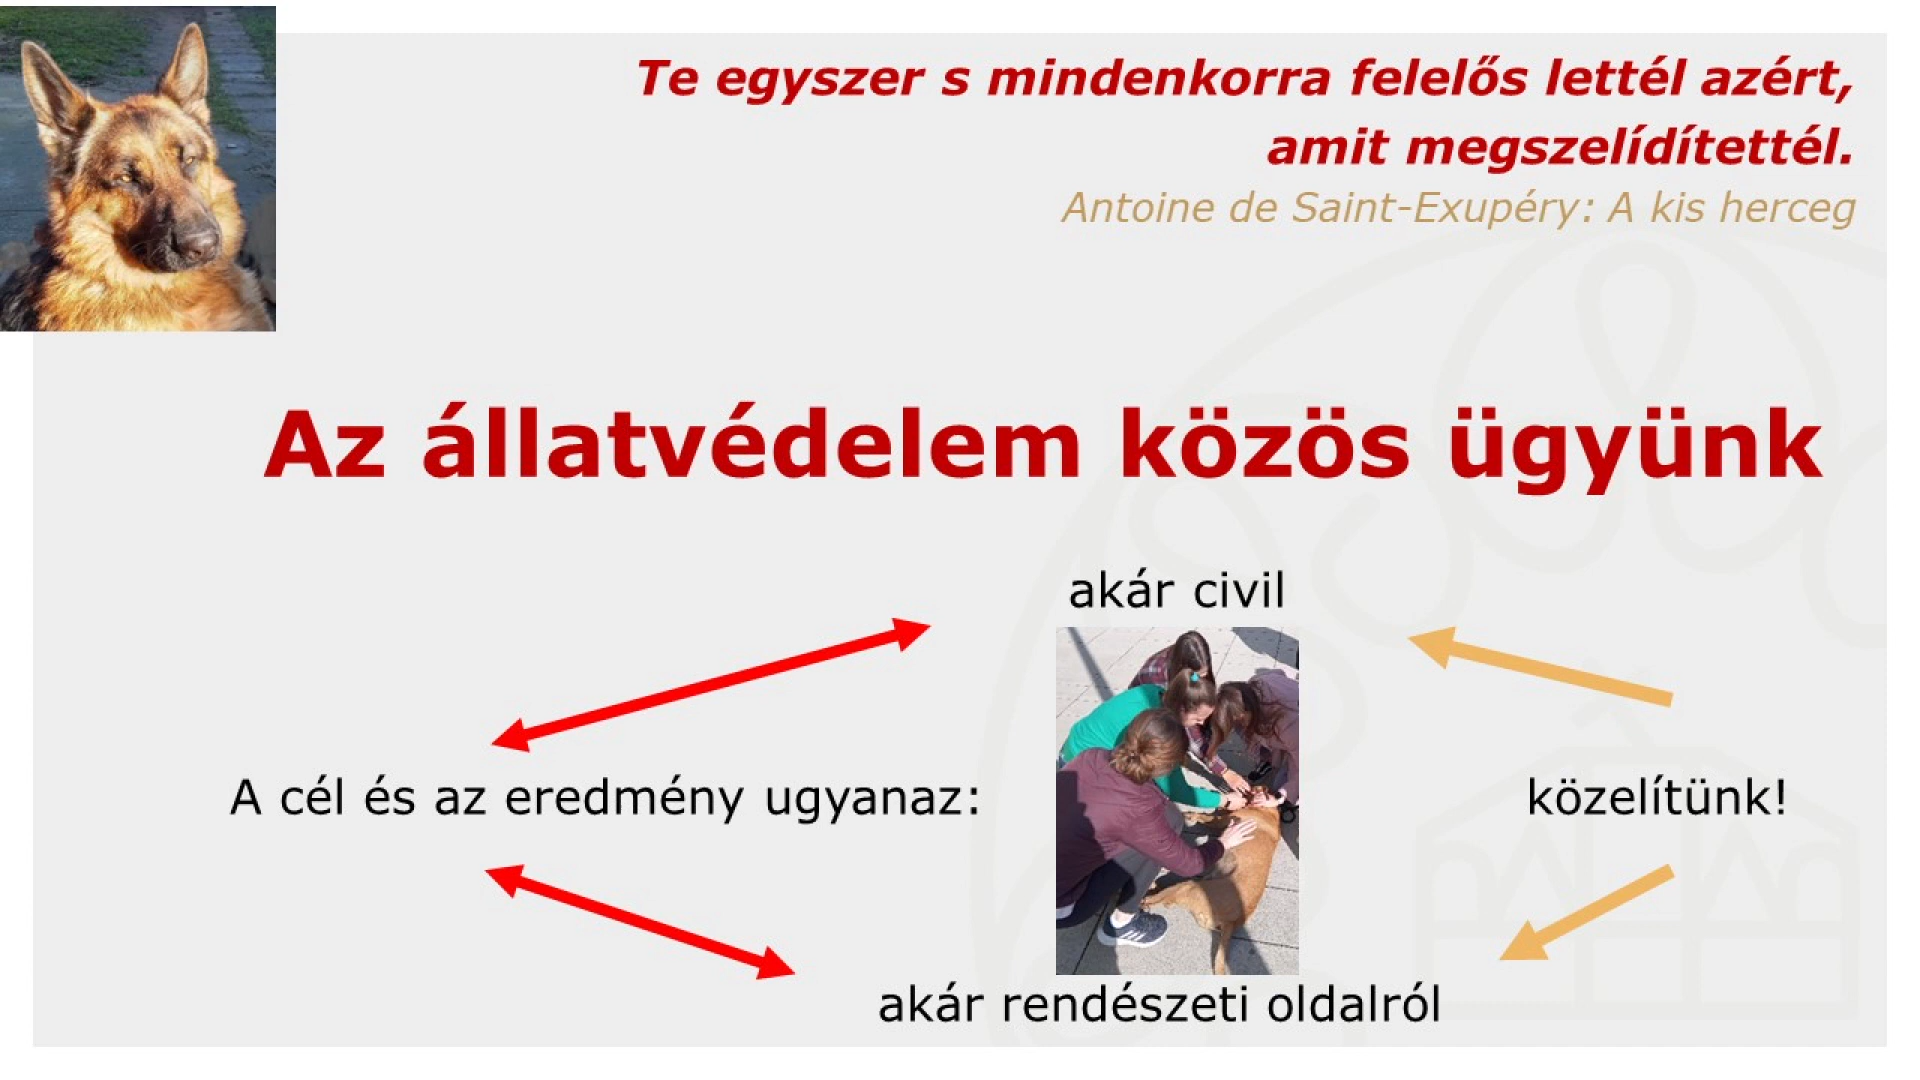 Te egyszer s mindenkorra felelős lettél azért,
amit megszelídítettél.
Antoine de Saint-Exupéry: A kis herceg
Az állatvédelem közös ügyünk
akár civil
A cél és az eredmény ugyanaz:
közelítünk!
akár rendészeti oldalról